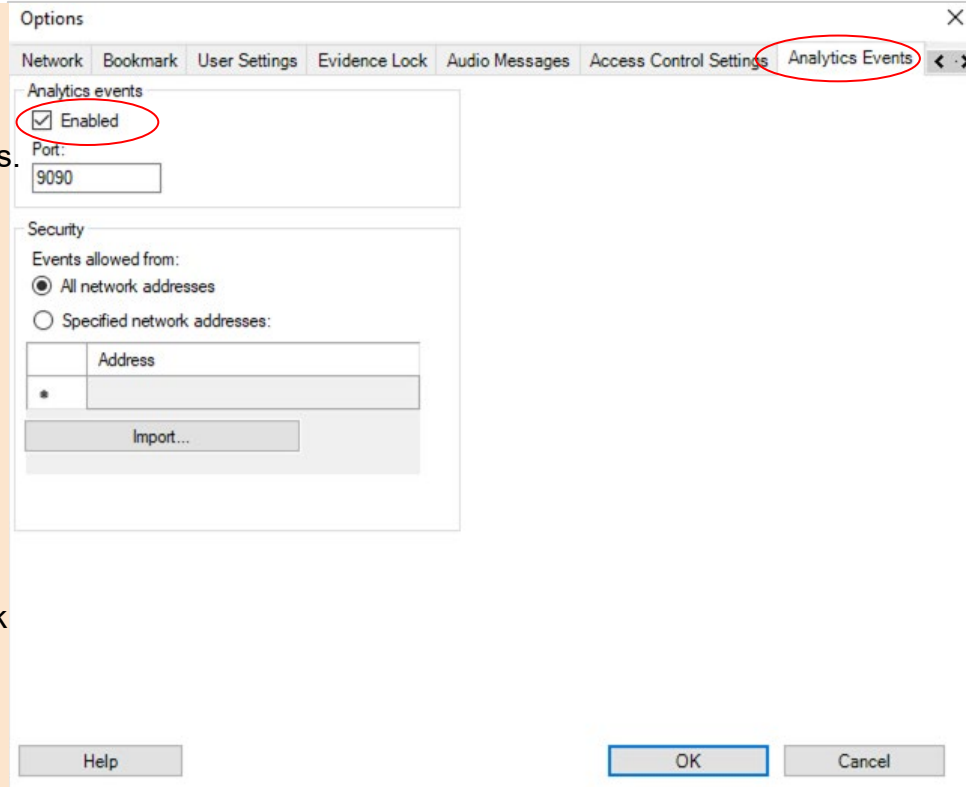 Options
Network Bookmark User Settings Evidence Lock Audio Messages Access Control Settings Analytics Events
Analytics events
Enabled
s.
Port:
9090
Security
Events allowed from:
All network addresses
Specified network addresses:
Address
*
Import...
k
Help OK Cancel